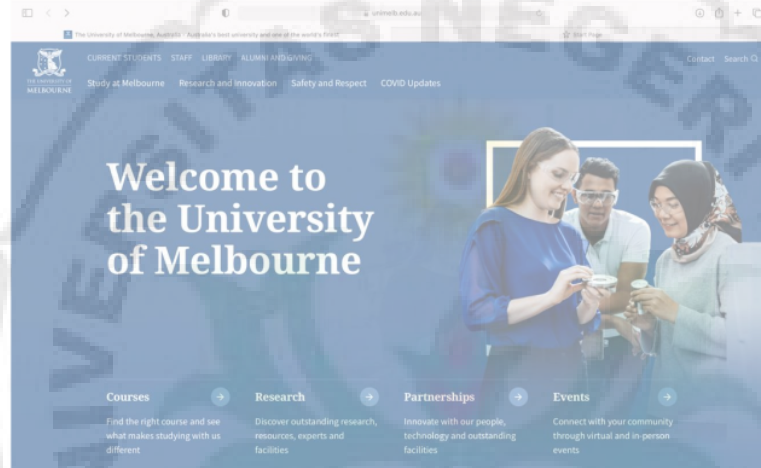 unimelb.edu.au
The University of Melbourne, Australia - Australia's best university and one of the world's finest
Start Page
CURRENT STUDENTS STAFF LIBRARY ALUMNI AND GIVING
Contact Search
THE UNIVERSITY OF
MELBOURNE
Study at Melbourne Research and innovation Safety and Respect COVID Updates
Welcome to
the University
of Melbourne
Courses
Find the right course and see
what makes studying with us
different
Research
Discover outstanding research,
resources, experts and
facilities
Partnerships
Innovate with our people,
technology and outstanding
facilities
Events
Connect with your community
through virtual and in-person
events